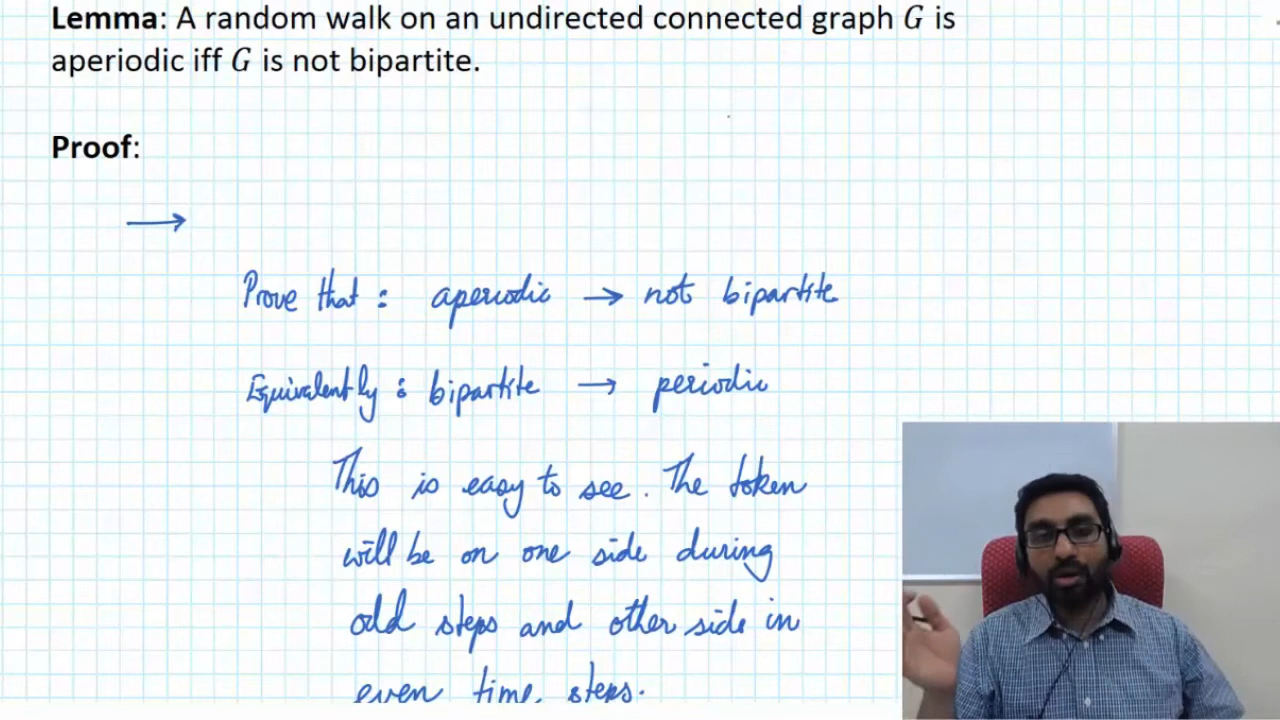 Lemma: A random walk on an undirected connected graph G is
aperiodic iff G is not bipartite.
Proof:
→
Prove that : aperiodic → not bipartite
Equivalently : bipartite → periodic
This is easy to see. The token
will be on one side during
odd steps and other side in
even time steps.